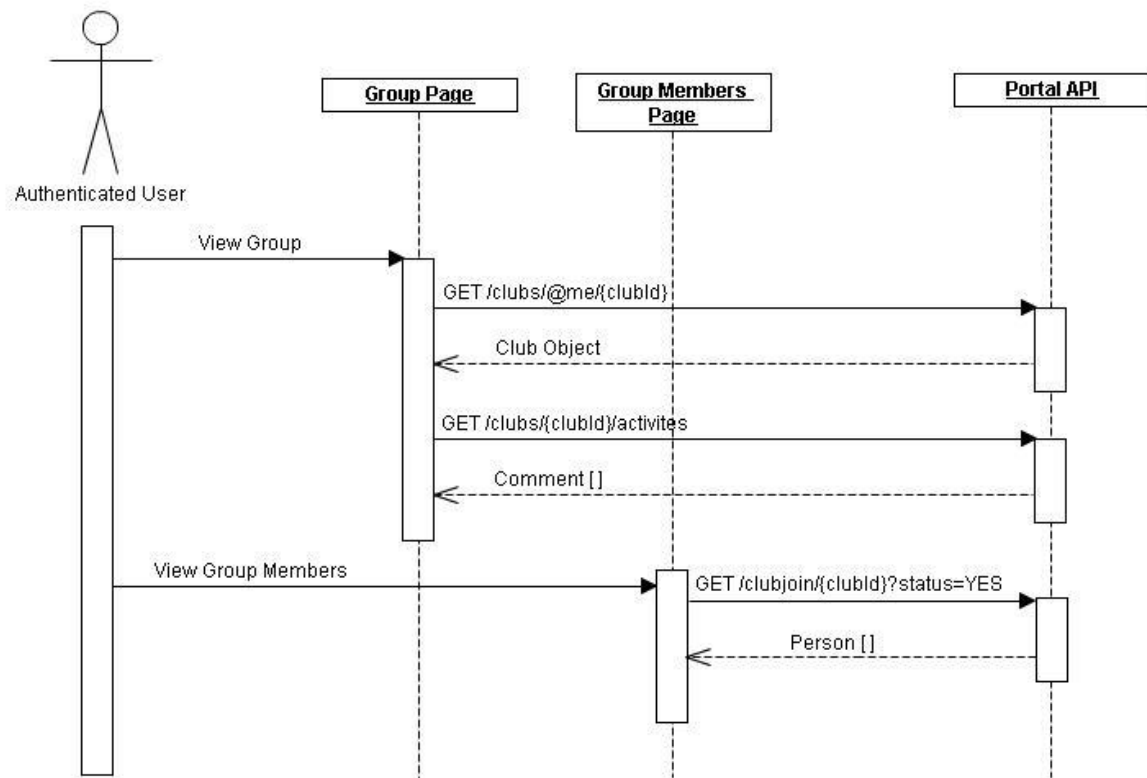 Group Page
Group Members
Page
Portal API
Authenticated User
View Group
GET /clubs/@me/{clubId}
Club Object
GET /clubs/{clubId}/activites
Comment [ ]
View Group Members
GET /clubjoin/{clubId}?status=YES
Person [ ]